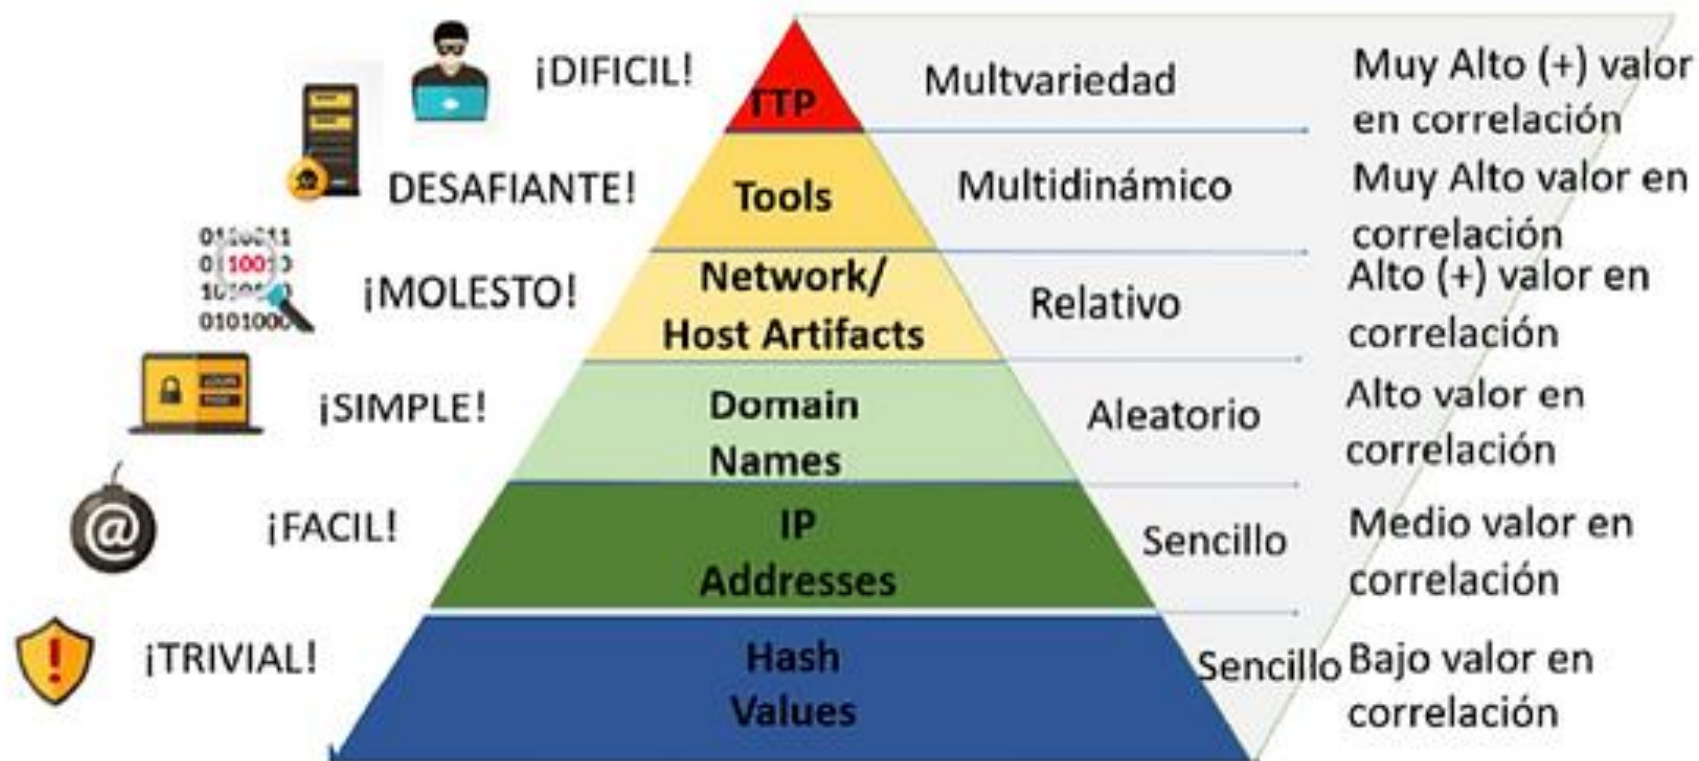 ¡DIFICIL!
TTP
Multvariedad
Muy Alto (+) valor
en correlación
DESAFIANTE!
Tools
Multidinámico
Muy Alto valor en
correlación
¡MOLESTO!
Network/
Host Artifacts
Relativo
Alto (+) valor en
correlación
¡SIMPLE!
Domain
Names
Aleatorio
Alto valor en
correlación
¡FACIL!
IP
Addresses
Sencillo
Medio valor en
correlación
¡TRIVIAL!
Hash
Values
Sencillo
Bajo valor en
correlación